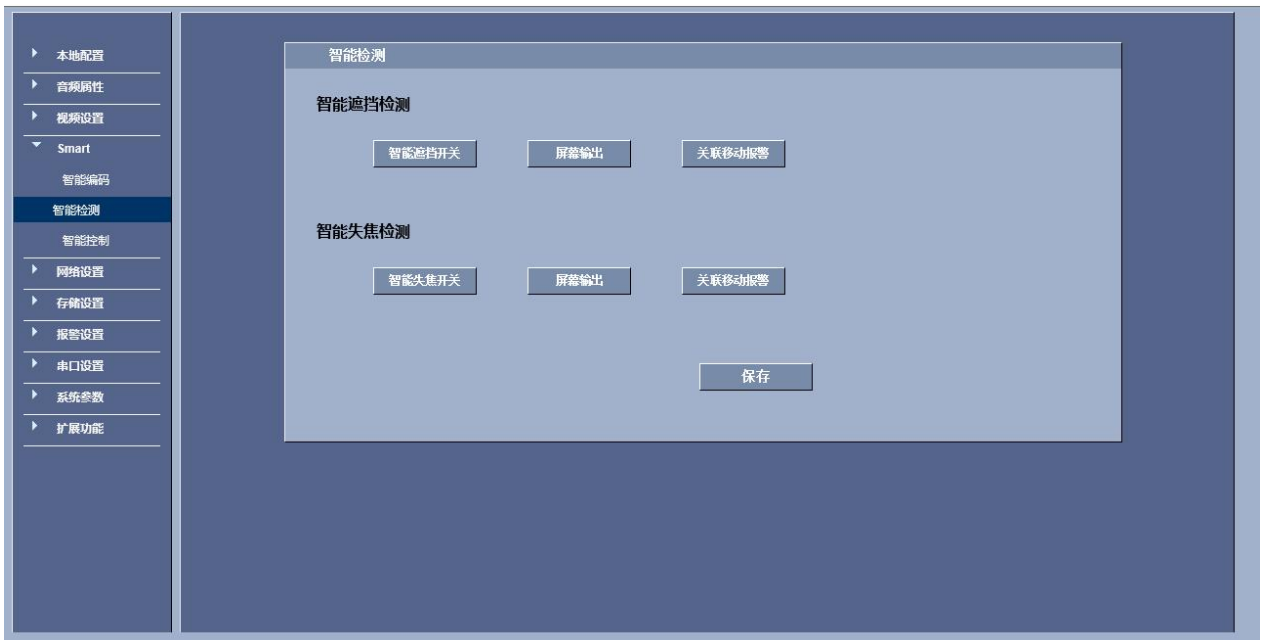 本地配置
音频属性
视频设置
Smart
智能编码
智能检测
智能控制
网络设置
存储设置
报警设置
串口设置
系统参数
扩展功能
智能检测
智能遮挡检测
智能遮挡开关 屏幕输出 关联移动报警
智能失焦检测
智能失焦开关 屏幕输出 关联移动报警
保存